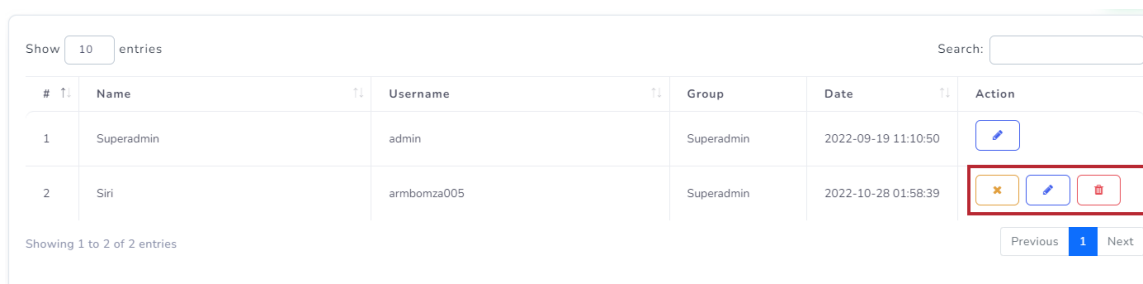 Show 10 entries Search:
# Name Username Group Date Action
1 Superadmin admin Superadmin 2022-09-19 11:10:50
2 Siri armbomza005 Superadmin 2022-10-28 01:58:39
Showing 1 to 2 of 2 entries Previous 1 Next